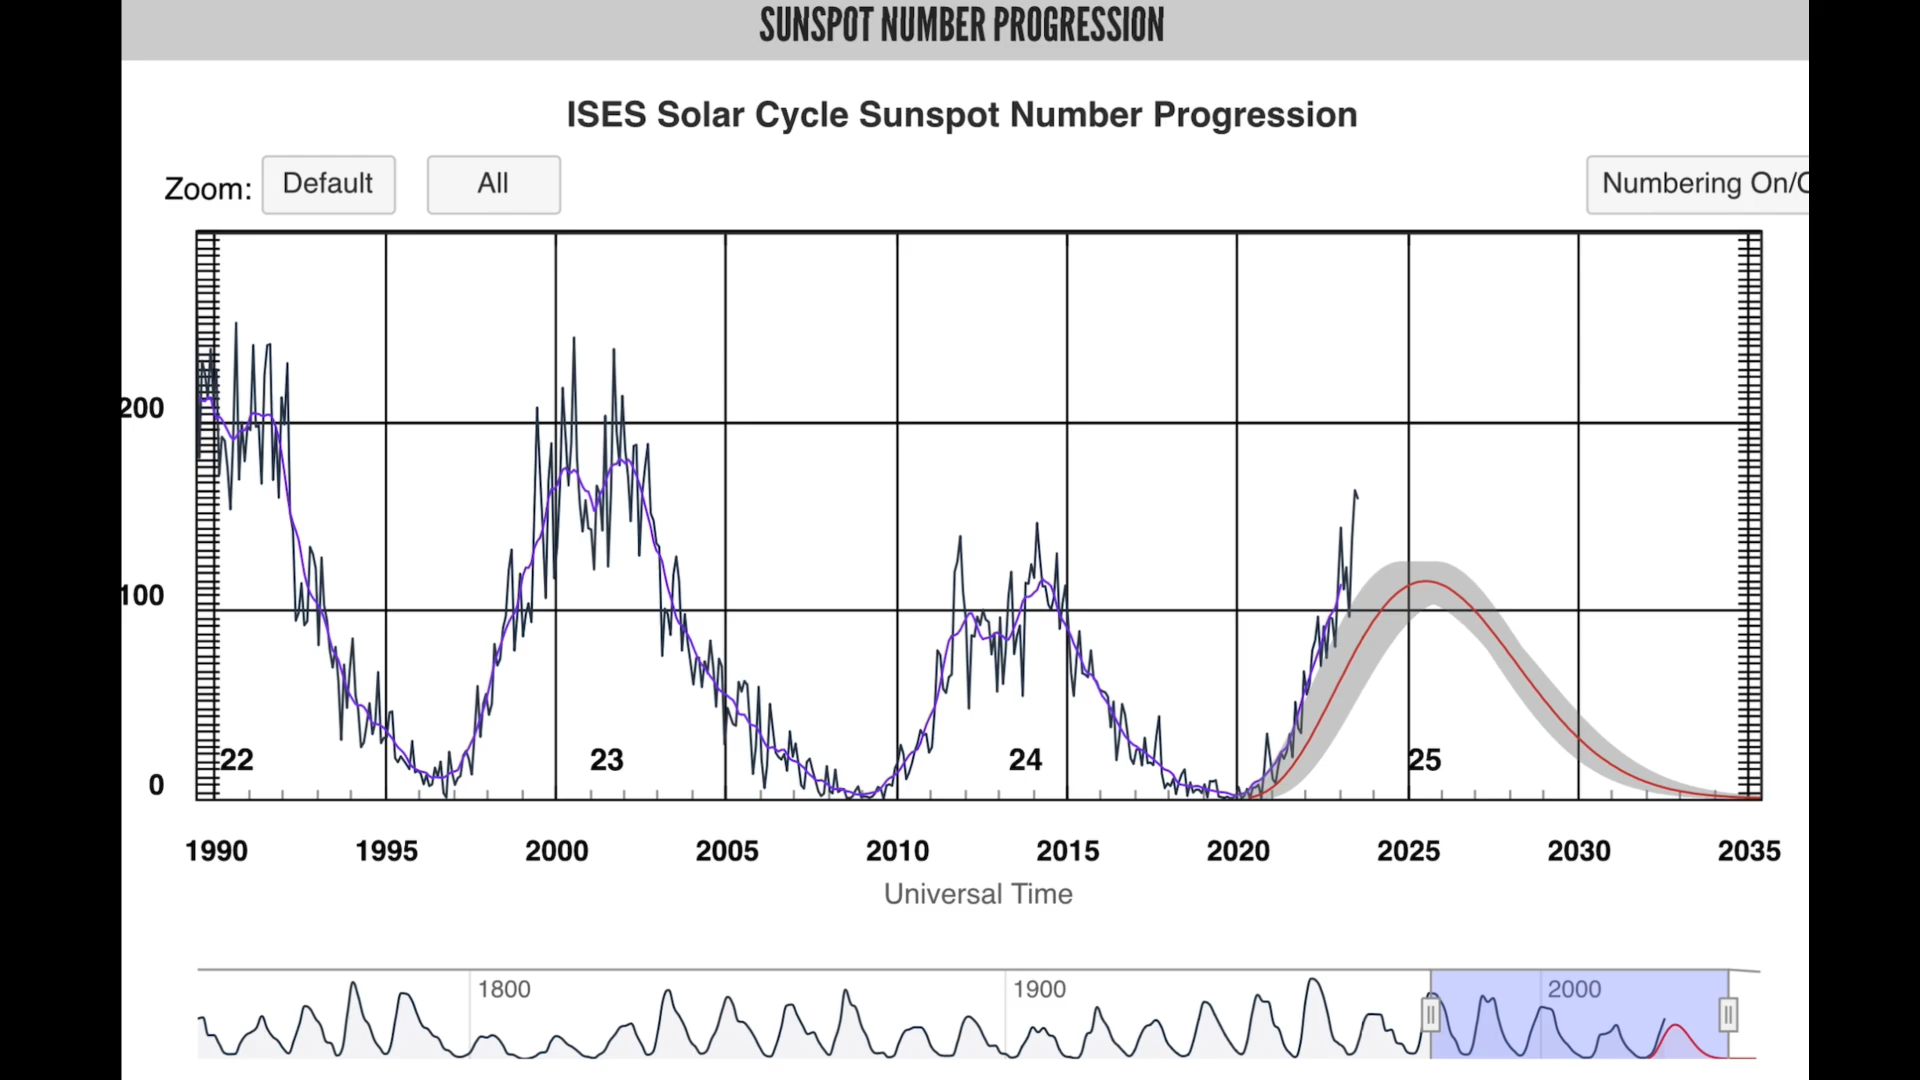 SUNSPOT NUMBER PROGRESSION
ISES Solar Cycle Sunspot Number Progression
Zoom: Default All Numbering On/O
200
100
0
22 23 24 25
1990 1995 2000 2005 2010 2015 2020 2025 2030 2035
Universal Time
1800 1900 2000